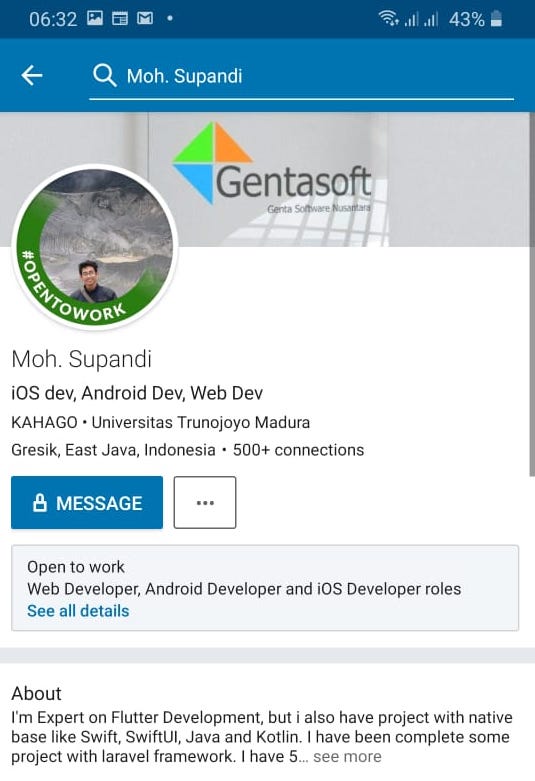 06:32
43%
Moh. Supandi
Gentasoft
Genta Software Nusantara
#OPENTOWORK
Moh. Supandi
iOS dev, Android Dev, Web Dev
KAHAGO • Universitas Trunojoyo Madura
Gresik, East Java, Indonesia • 500+ connections
MESSAGE
Open to work
Web Developer, Android Developer and iOS Developer roles
See all details
About
I'm Expert on Flutter Development, but i also have project with native
base like Swift, SwiftUI, Java and Kotlin. I have been complete some
project with laravel framework. I have 5... see more